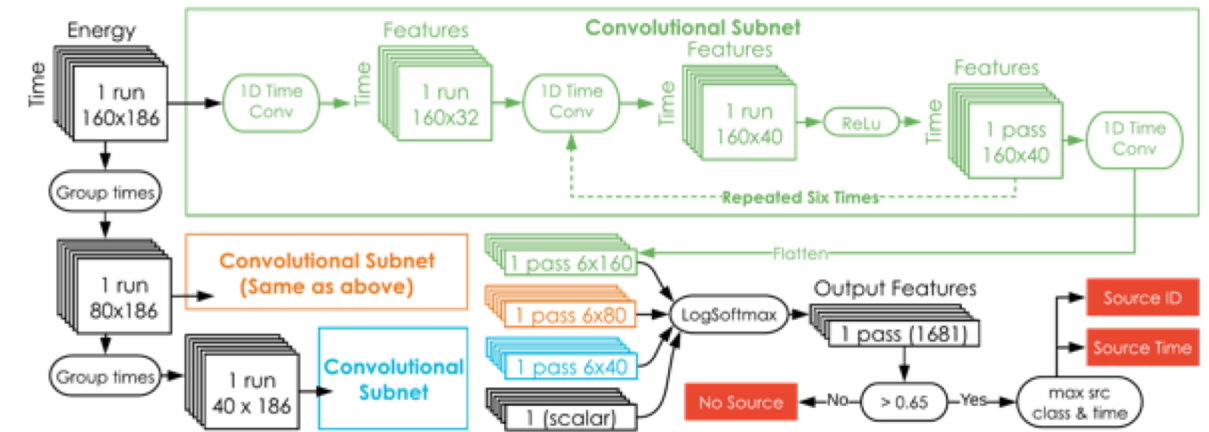 Energy
Time
1 run
160x186
Group times
1 run
80x186
Group times
1 run
40 x 186
Convolutional Subnet
1D Time
Conv
Features
Time
1 run
160x32
1D Time
Conv
Features
Time
1 run
160x40
ReLu
Features
Time
1 pass
160x40
1D Time
Conv
Repeated Six Times
Flatten
Convolutional Subnet
(Same as above)
Convolutional
Subnet
1 pass 6x160
1 pass 6x80
1 pass 6x40
1 (scalar)
LogSoftmax
Output Features
1 pass (1681)
> 0.65
No
No Source
Yes
max src
class & time
Source ID
Source Time